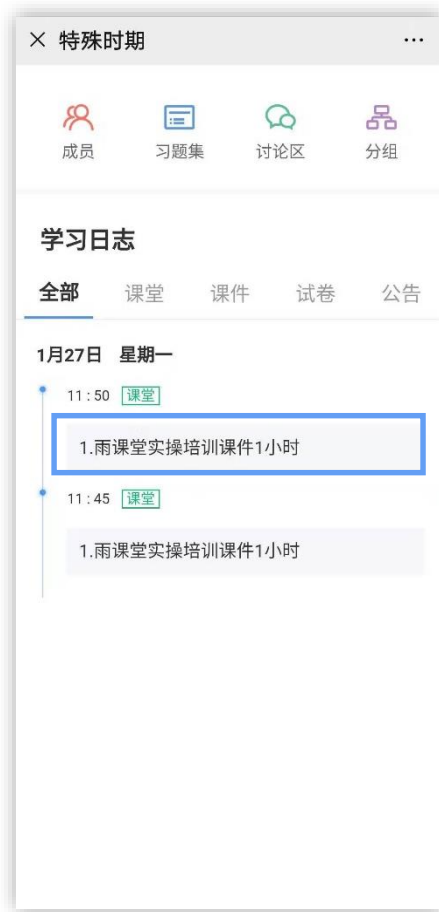 × 特殊时期 ...
成员 习题集 讨论区 分组
学习日志
全部 课堂 课件 试卷 公告
1月27日 星期一
11:50 课堂
1.雨课堂实操培训课件1小时
11:45 课堂
1.雨课堂实操培训课件1小时